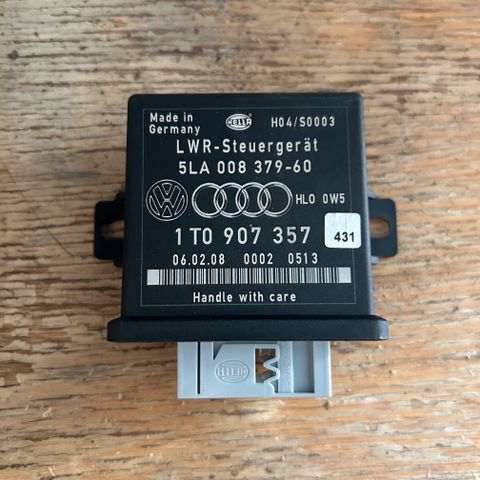 Made in
Germany
HELLA
H04/S0003
LWR-Steuergerät
5LA 008 379-60
HLO 0W5
1T0 907 357
431
06.02.08 0002 0513
Handle with care
HELLA